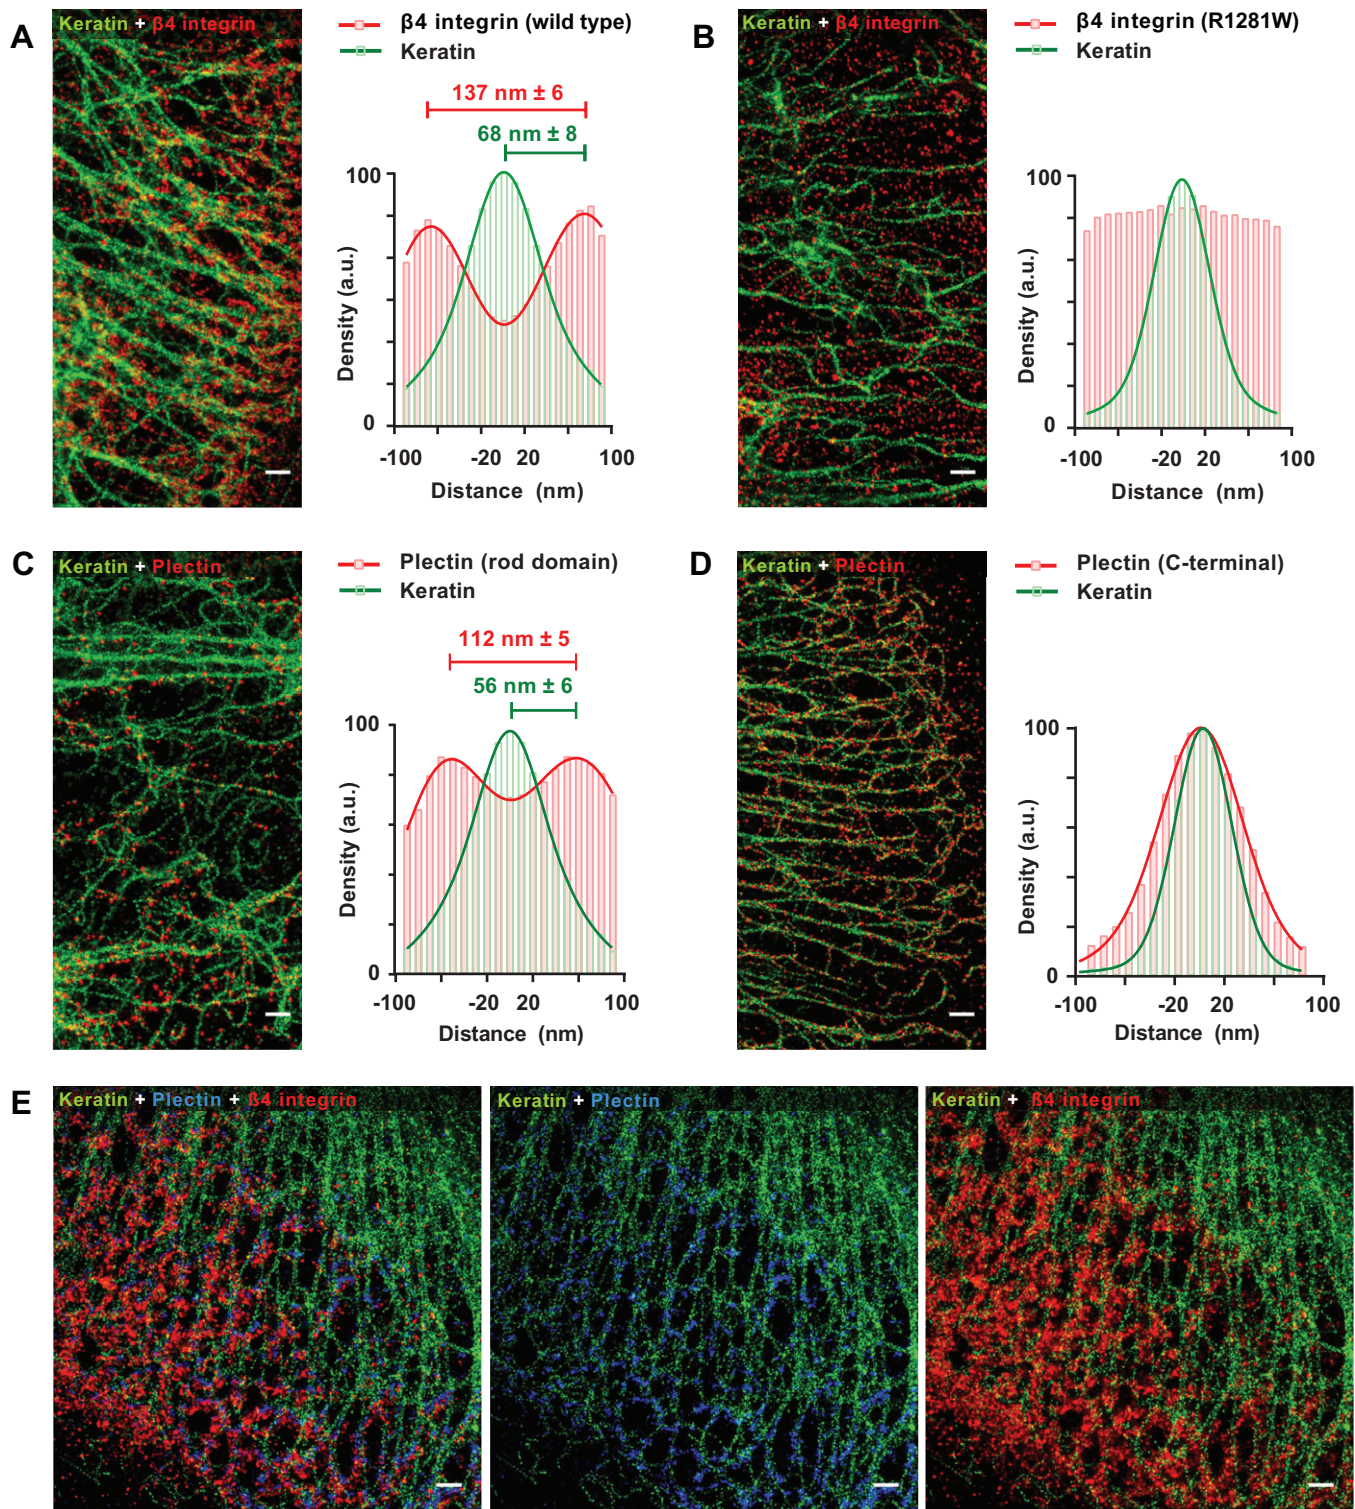 A
Keratin + β4 integrin
β4 integrin (wild type)
Keratin
137 nm ± 6
68 nm ± 8
100
0
Density (a.u.)
-100 -20 20 100
Distance (nm)
B
Keratin + β4 integrin
β4 integrin (R1281W)
Keratin
100
0
Density (a.u.)
-100 -20 20 100
Distance (nm)
C
Keratin + Plectin
Plectin (rod domain)
Keratin
112 nm ± 5
56 nm ± 6
100
0
Density (a.u.)
-100 -20 20 100
Distance (nm)
D
Keratin + Plectin
Plectin (C-terminal)
Keratin
100
0
Density (a.u.)
-100 -20 20 100
Distance (nm)
E
Keratin + Plectin + ß4 integrin
Keratin + Plectin
Keratin + ß4 integrin